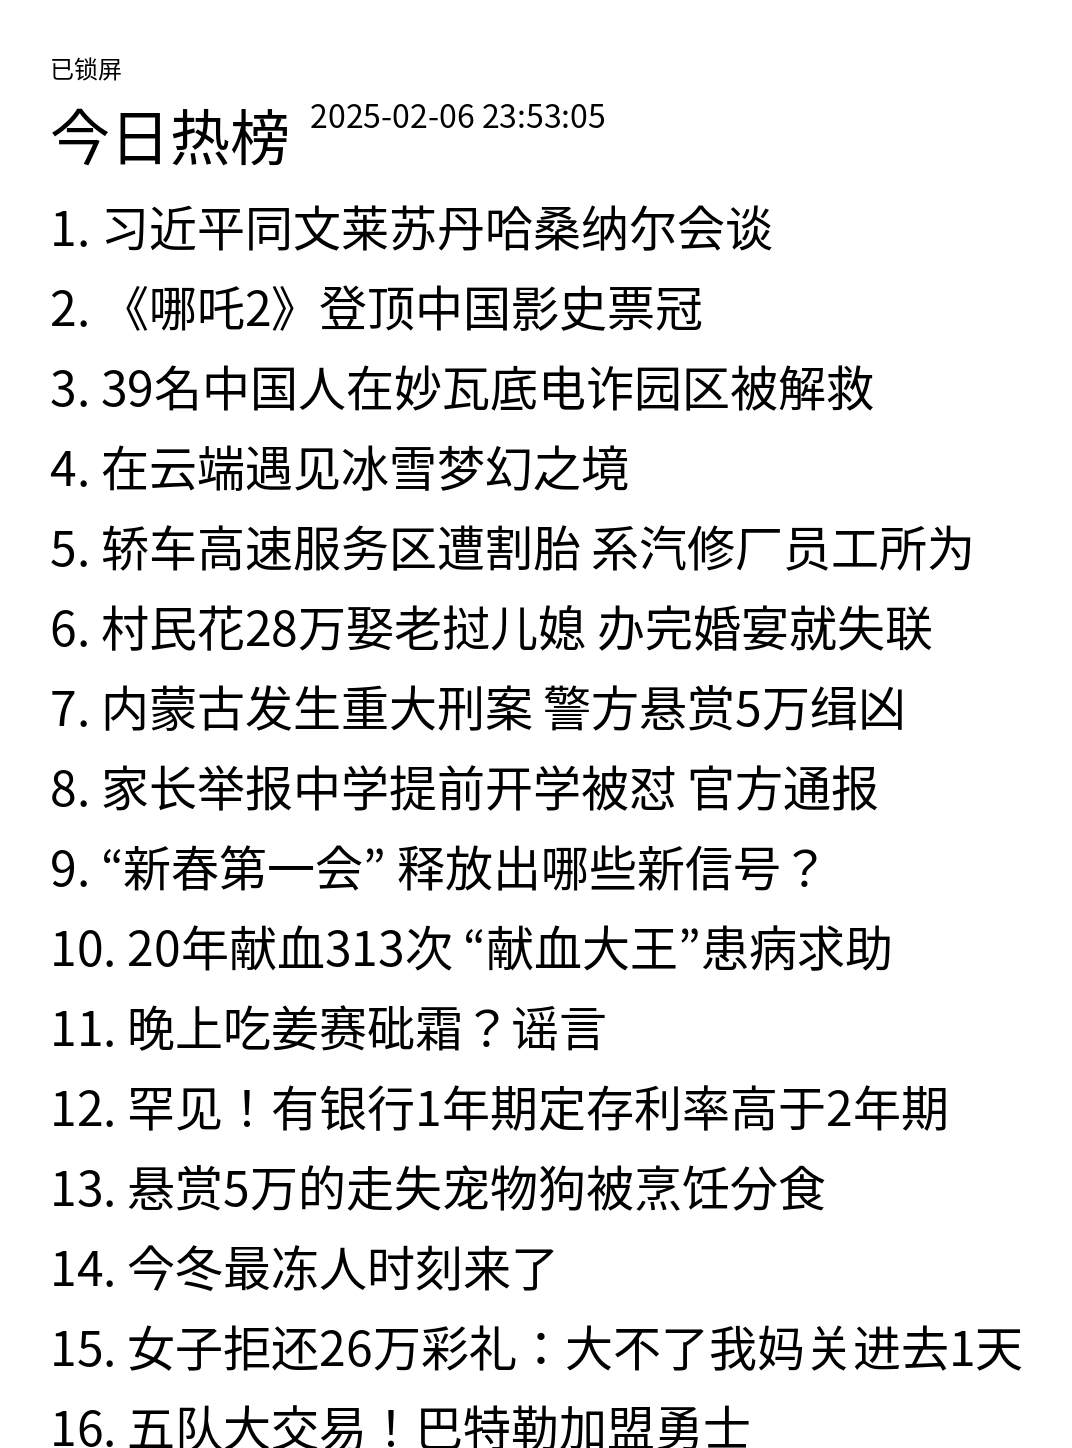 已锁屏
今日热榜 2025-02-06 23:53:05
1. 习近平同文莱苏丹哈桑纳尔会谈
2. 《哪吒2》登顶中国影史票冠
3. 39名中国人在妙瓦底电诈园区被解救
4. 在云端遇见冰雪梦幻之境
5. 轿车高速服务区遭割胎 系汽修厂员工所为
6. 村民花28万娶老挝儿媳 办完婚宴就失联
7. 内蒙古发生重大刑案 警方悬赏5万缉凶
8. 家长举报中学提前开学被怼 官方通报
9. “新春第一会” 释放出哪些新信号？
10. 20年献血313次 “献血大王”患病求助
11. 晚上吃姜赛砒霜？谣言
12. 罕见！有银行1年期定存利率高于2年期
13. 悬赏5万的走失宠物狗被烹饪分食
14. 今冬最冻人时刻来了
15. 女子拒还26万彩礼：大不了我妈关进去1天
16. 五队大交易！巴特勒加盟勇士